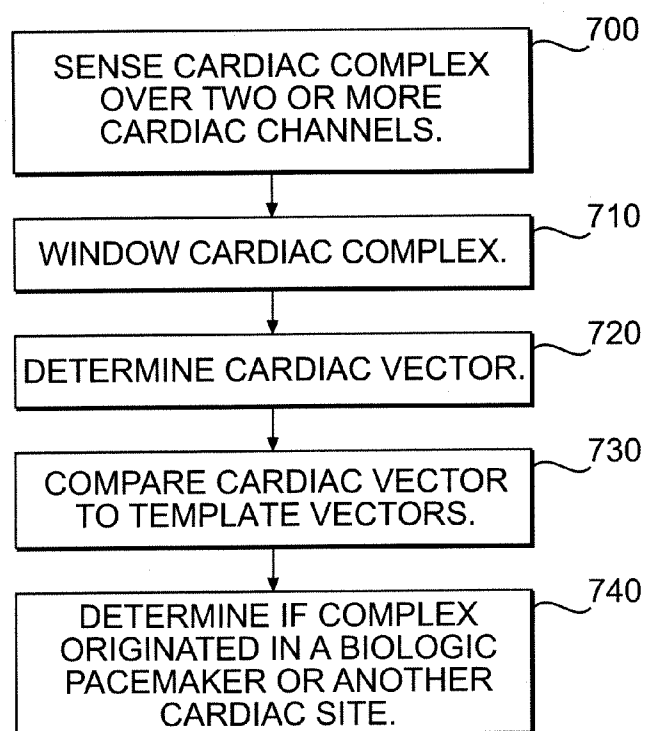 700
SENSE CARDIAC COMPLEX
OVER TWO OR MORE
CARDIAC CHANNELS.
710
WINDOW CARDIAC COMPLEX.
720
DETERMINE CARDIAC VECTOR.
730
COMPARE CARDIAC VECTOR
TO TEMPLATE VECTORS.
740
DETERMINE IF COMPLEX
ORIGINATED IN A BIOLOGIC
PACEMAKER OR ANOTHER
CARDIAC SITE.